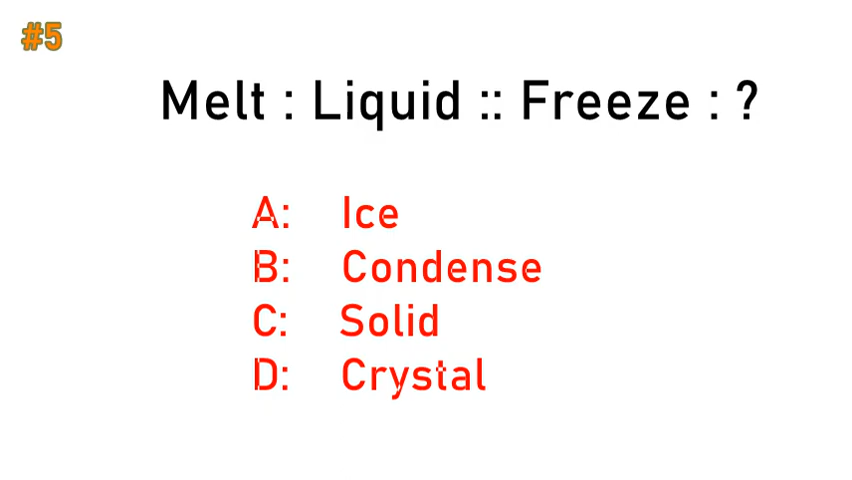 #5
Melt : Liquid :: Freeze : ?
A: Ice
B: Condense
C: Solid
D: Crystal